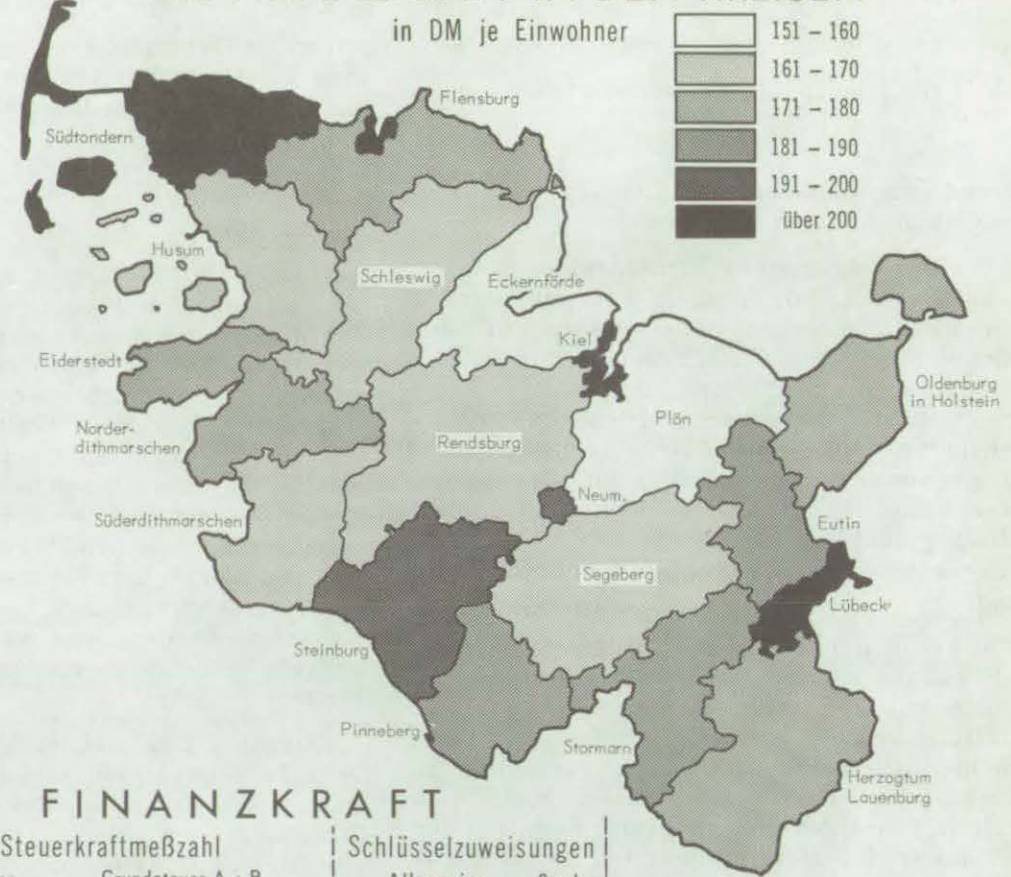 in DM je Einwohner
151 – 160
161 – 170
171 – 180
181 – 190
191 – 200
über 200
Flensburg
Südtondern
Husum
Schleswig
Eckernförde
Kiel
Eiderstedt
Oldenburg
in Holstein
Plön
Norder-
dithmarschen
Rendsburg
Neum.
Süderdithmarschen
Eutin
Segeberg
Lübeck
Steinburg
Pinneberg
Stormarn
Herzogtum
Lauenburg
FINANZKRAFT
Steuerkraftmeßzahl
Schlüsselzuweisungen